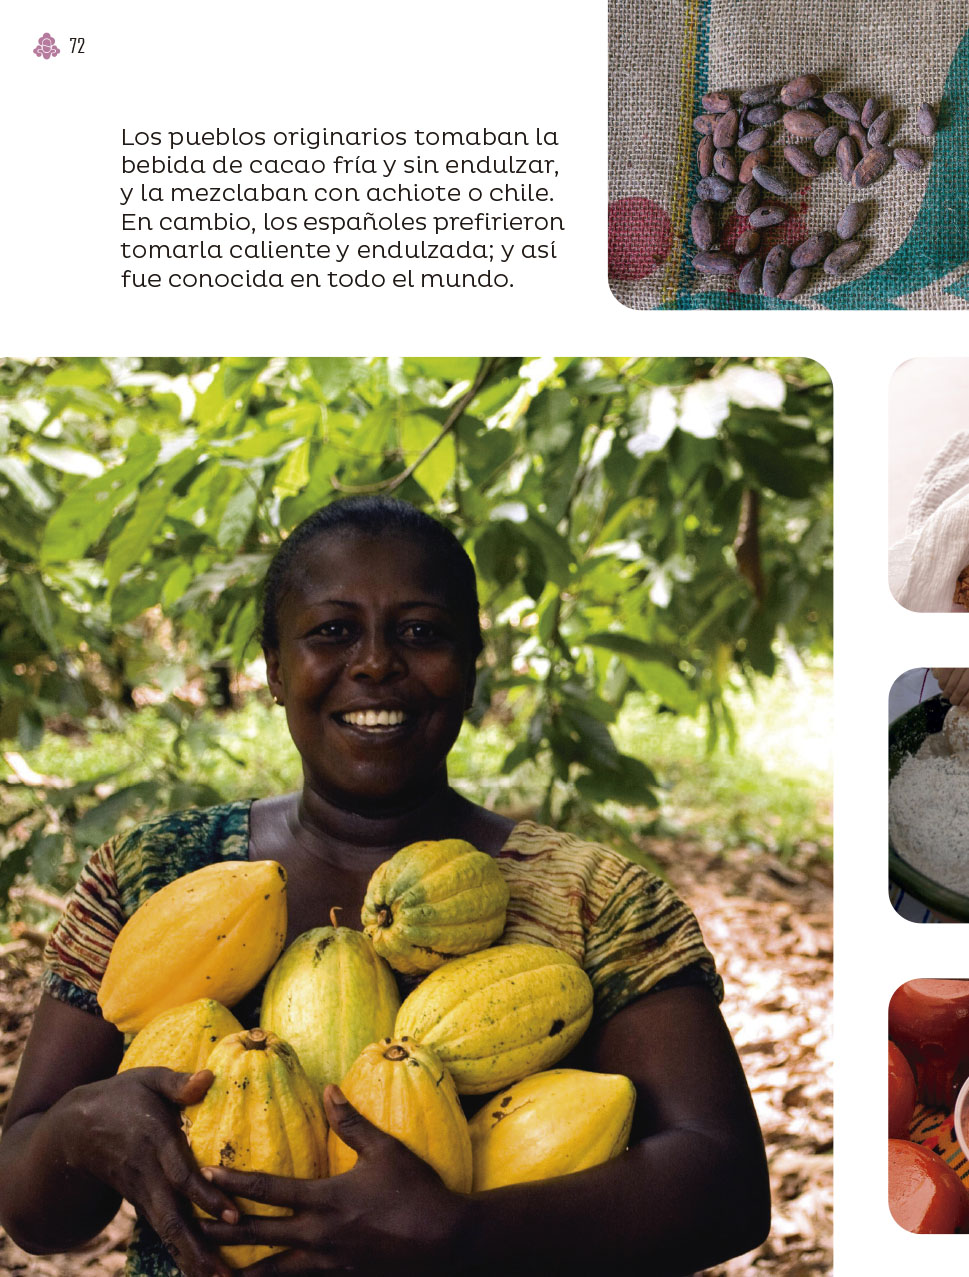 72
Los pueblos originarios tomaban la
bebida de cacao fría y sin endulzar,
y la mezclaban con achiote o chile.
En cambio, los españoles prefirieron
tomarla caliente y endulzada; y así
fue conocida en todo el mundo.